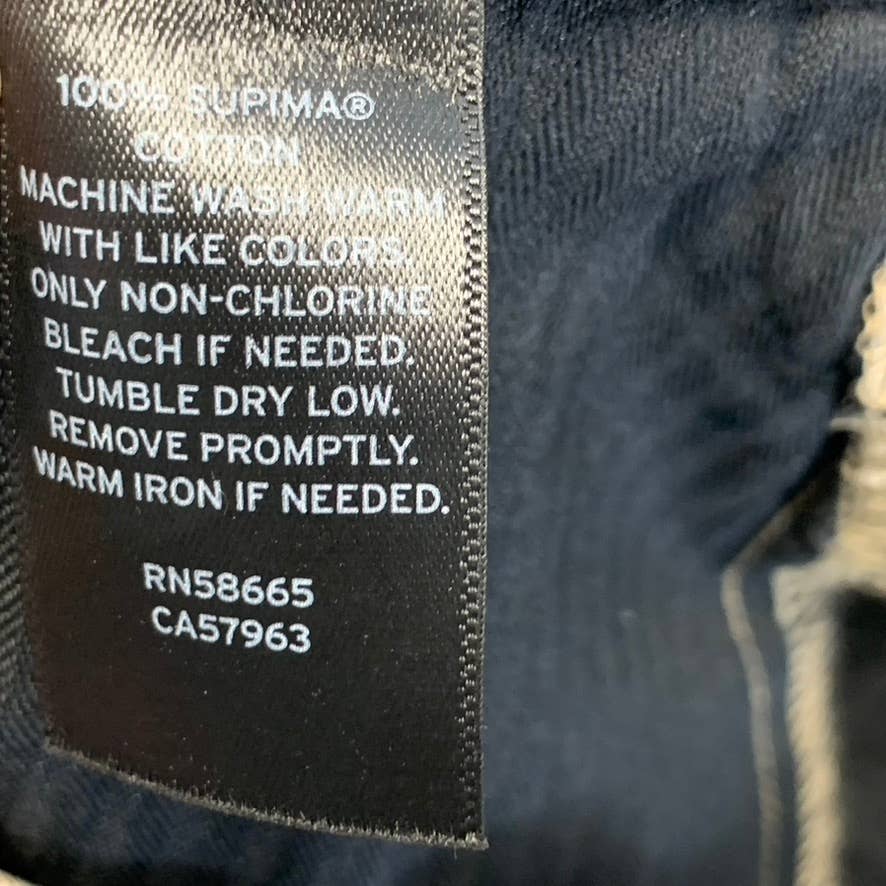 100% SUPIMA®
COTTON
MACHINE WASH WARM
WITH LIKE COLORS.
ONLY NON-CHLORINE
BLEACH IF NEEDED.
TUMBLE DRY LOW.
REMOVE PROMPTLY.
WARM IRON IF NEEDED.
RN58665
CA57963